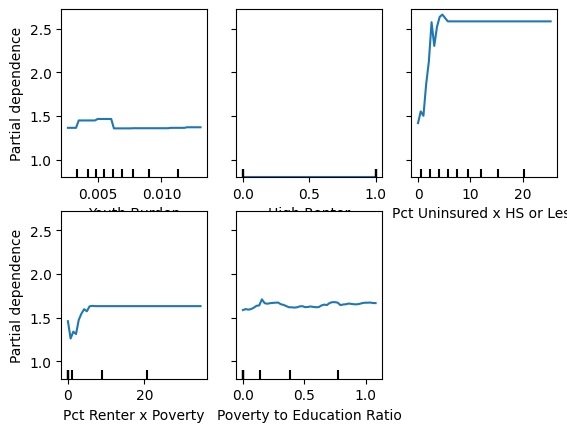 2.5
2.0
1.5
1.0
Partial dependence
0.005 0.010
0.0 0.5 1.0
0 10 20
Youth Burden
High Renter
Pct Uninsured x HS or Les
2.5
2.0
1.5
1.0
Partial dependence
0 20
0.0 0.5 1.0
Pct Renter x Poverty
Poverty to Education Ratio